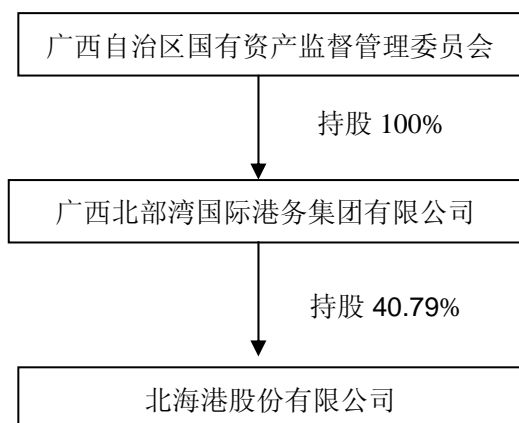 广西自治区国有资产监督管理委员会
持股 100%
广西北部湾国际港务集团有限公司
持股 40.79%
北海港股份有限公司